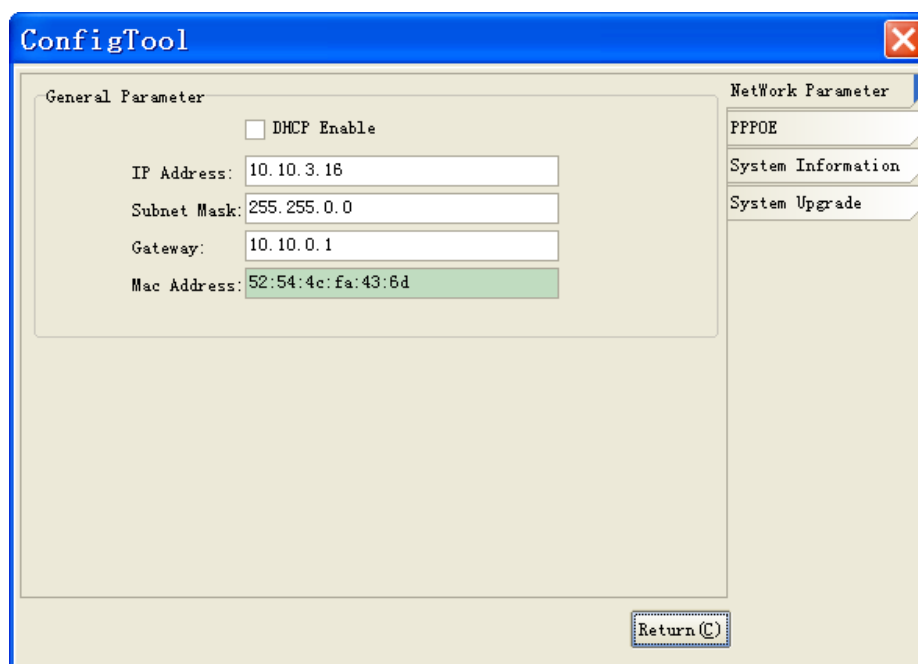 ConfigTool
General Parameter
DHCP Enable
IP Address: 10.10.3.16
Subnet Mask: 255.255.0.0
Gateway: 10.10.0.1
Mac Address: 52:54:4c:fa:43:6d
NetWork Parameter
PPPOE
System Information
System Upgrade
Return(C)